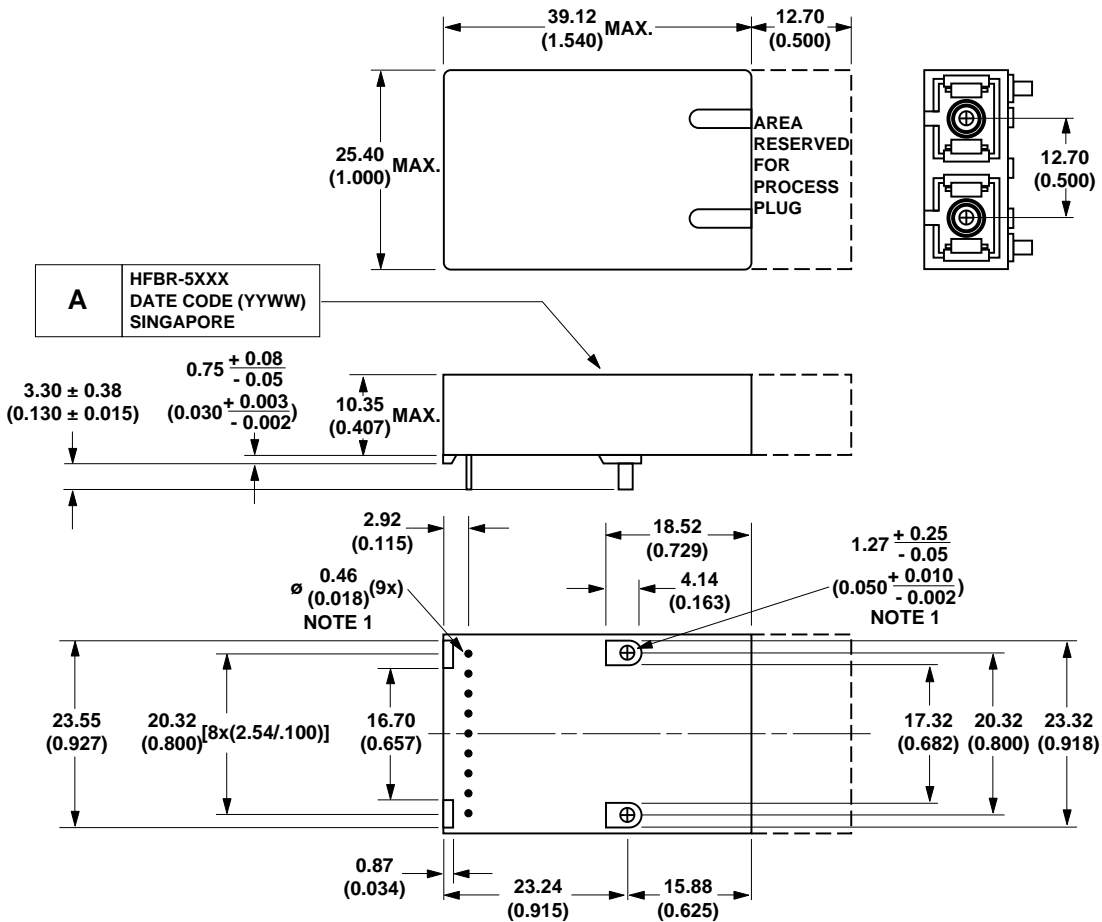 39.12
(1.540) MAX.
12.70
(0.500)
25.40
(1.000) MAX.
AREA
RESERVED
FOR
PROCESS
PLUG
12.70
(0.500)
A
HFBR-5XXX
DATE CODE (YYWW)
SINGAPORE
3.30 ± 0.38
(0.130 ± 0.015)
0.75 + 0.08
- 0.05
(0.030 + 0.003
- 0.002)
10.35
(0.407) MAX.
2.92
(0.115)
18.52
(0.729)
4.14
(0.163)
1.27 + 0.25
- 0.05
(0.050 + 0.010
- 0.002)
NOTE 1
ø 0.46
(0.018) (9x)
NOTE 1
23.55
(0.927)
20.32
(0.800) [8x(2.54/.100)]
16.70
(0.657)
17.32
(0.682)
20.32
(0.800)
23.32
(0.918)
0.87
(0.034)
23.24
(0.915)
15.88
(0.625)